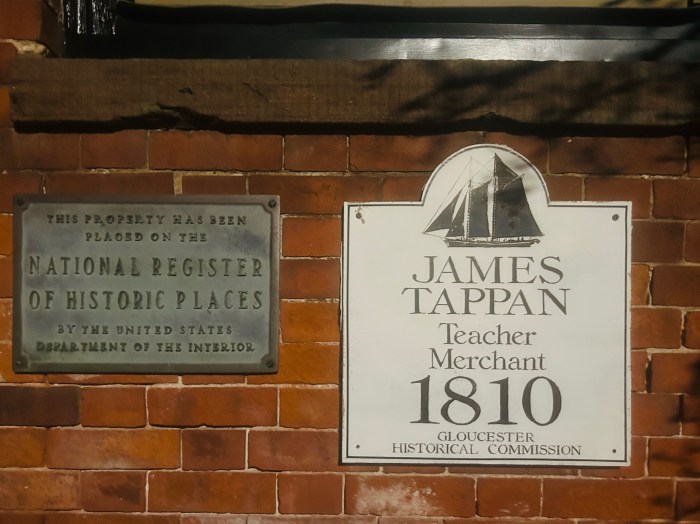 THIS PROPERTY HAS BEEN
PLACED ON THE
NATIONAL REGISTER
OF HISTORIC PLACES
BY THE UNITED STATES
DEPARTMENT OF THE INTERIOR
JAMES
TAPPAN
Teacher
Merchant
1810
GLOUCESTER
HISTORICAL COMMISSION